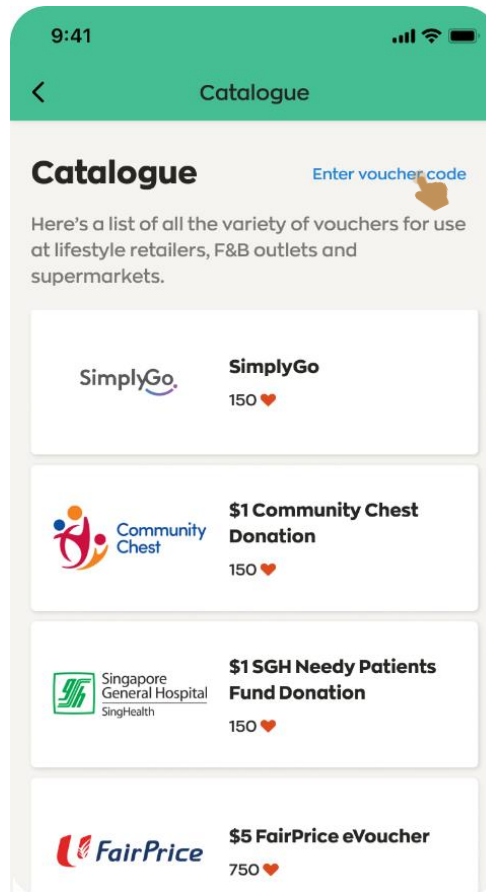 9:41
Catalogue
Catalogue
Enter voucher code
Here's a list of all the variety of vouchers for use
at lifestyle retailers, F&B outlets and
supermarkets.
SimplyGo.
SimplyGo
150
Community
Chest
$1 Community Chest
Donation
150
Singapore
General Hospital
SingHealth
$1 SGH Needy Patients
Fund Donation
150
FairPrice
$5 FairPrice eVoucher
750